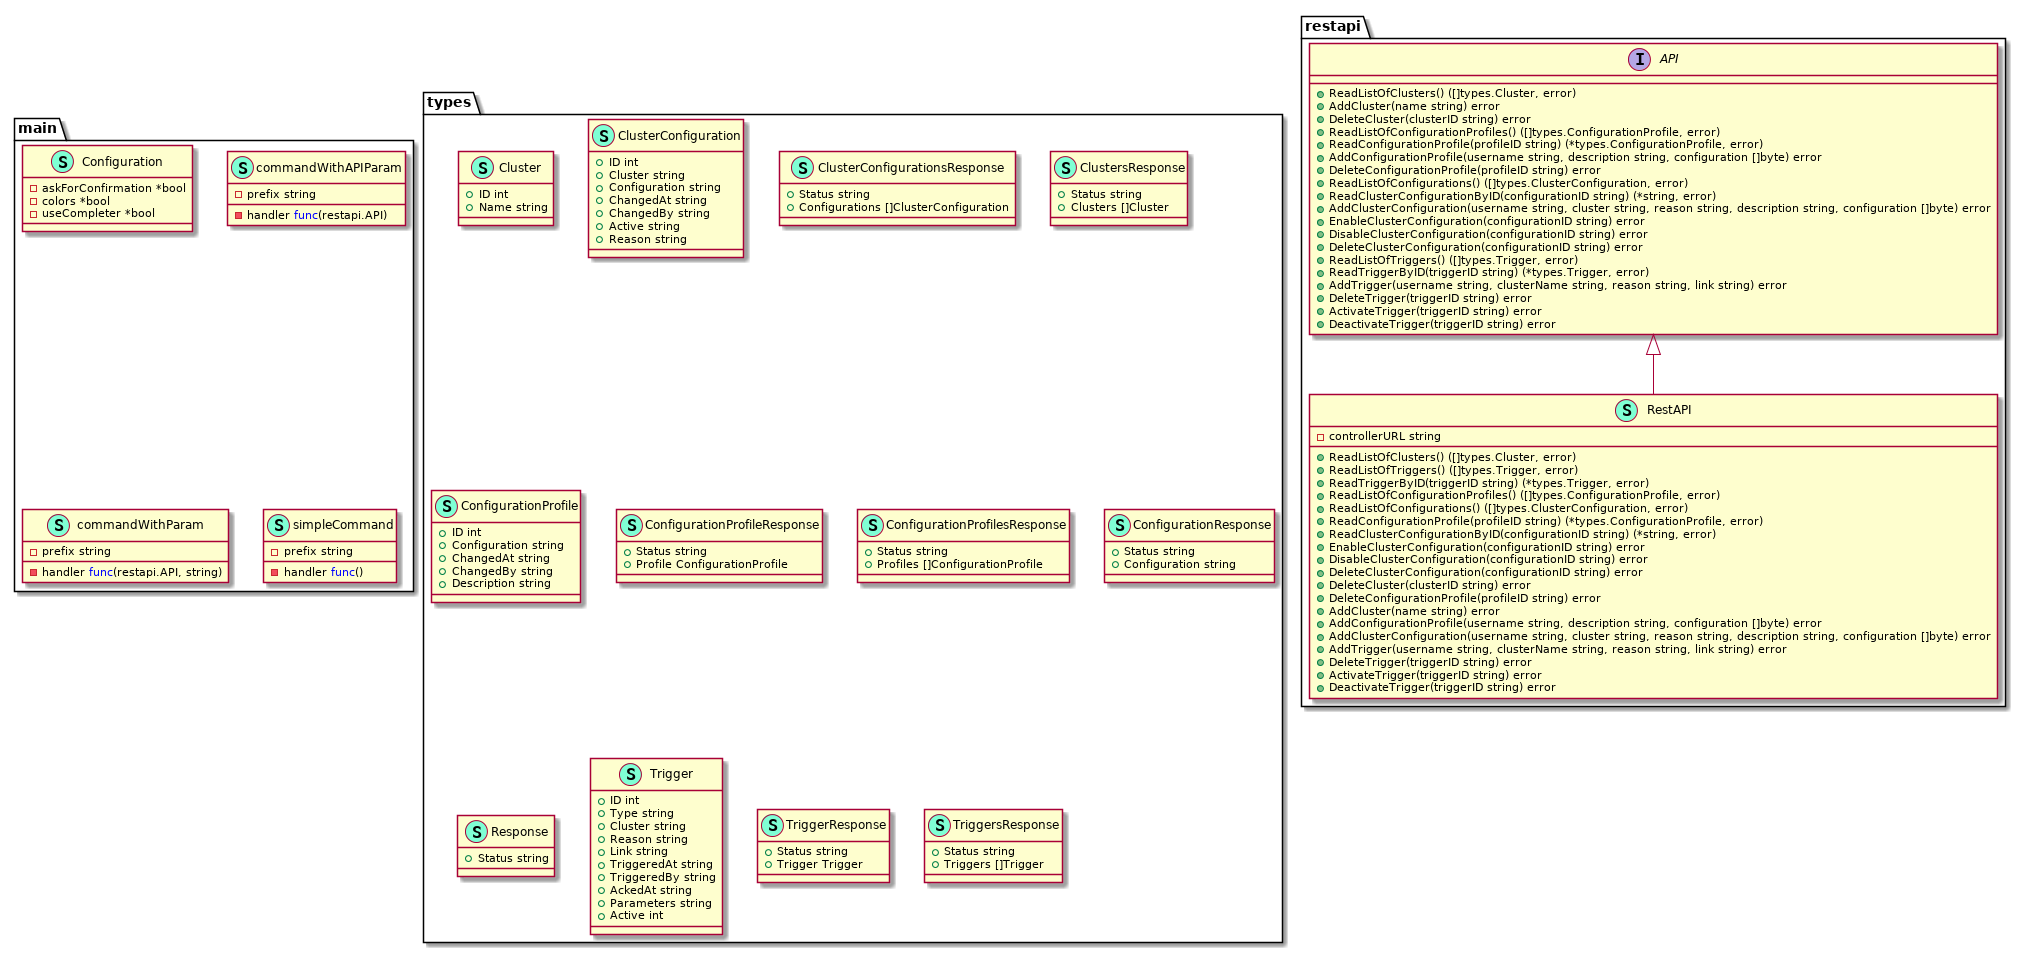 main
S Configuration
askForConfirmation *bool
colors *bool
useCompleter *bool
S commandWithAPIParam
prefix string
handler func(restapi.API)
S commandWithParam
prefix string
handler func(restapi.API, string)
S simpleCommand
prefix string
handler func()
types
S Cluster
ID int
Name string
S ClusterConfiguration
ID int
Cluster string
Configuration string
ChangedAt string
ChangedBy string
Active string
Reason string
S ClusterConfigurationsResponse
Status string
Configurations []ClusterConfiguration
S ClustersResponse
Status string
Clusters []Cluster
S ConfigurationProfile
ID int
Configuration string
ChangedAt string
ChangedBy string
Description string
S ConfigurationProfileResponse
Status string
Profile ConfigurationProfile
S ConfigurationProfilesResponse
Status string
Profiles []ConfigurationProfile
S ConfigurationResponse
Status string
Configuration string
S Response
Status string
S Trigger
ID int
Type string
Cluster string
Reason string
Link string
TriggeredAt string
TriggeredBy string
AckedAt string
Parameters string
Active int
S TriggerResponse
Status string
Trigger Trigger
S TriggersResponse
Status string
Triggers []Trigger
restapi
I API
ReadListOfClusters() ([]types.Cluster, error)
AddCluster(name string) error
DeleteCluster(clusterID string) error
ReadListOfConfigurationProfiles() ([]types.ConfigurationProfile, error)
ReadConfigurationProfile(profileID string) (*types.ConfigurationProfile, error)
AddConfigurationProfile(username string, description string, configuration []byte) error
DeleteConfigurationProfile(profileID string) error
ReadListOfConfigurations() ([]types.ClusterConfiguration, error)
ReadClusterConfigurationByID(configurationID string) (*string, error)
AddClusterConfiguration(username string, cluster string, reason string, description string, configuration []byte) error
EnableClusterConfiguration(configurationID string) error
DisableClusterConfiguration(configurationID string) error
DeleteClusterConfiguration(configurationID string) error
ReadListOfTriggers() ([]types.Trigger, error)
ReadTriggerByID(triggerID string) (*types.Trigger, error)
AddTrigger(username string, clusterName string, reason string, link string) error
DeleteTrigger(triggerID string) error
ActivateTrigger(triggerID string) error
DeactivateTrigger(triggerID string) error
S RestAPI
controllerURL string
ReadListOfClusters() ([]types.Cluster, error)
ReadListOfTriggers() ([]types.Trigger, error)
ReadTriggerByID(triggerID string) (*types.Trigger, error)
ReadListOfConfigurationProfiles() ([]types.ConfigurationProfile, error)
ReadListOfConfigurations() ([]types.ClusterConfiguration, error)
ReadConfigurationProfile(profileID string) (*types.ConfigurationProfile, error)
ReadClusterConfigurationByID(configurationID string) (*string, error)
EnableClusterConfiguration(configurationID string) error
DisableClusterConfiguration(configurationID string) error
DeleteClusterConfiguration(configurationID string) error
DeleteCluster(clusterID string) error
DeleteConfigurationProfile(profileID string) error
AddCluster(name string) error
AddConfigurationProfile(username string, description string, configuration []byte) error
AddClusterConfiguration(username string, cluster string, reason string, description string, configuration []byte) error
AddTrigger(username string, clusterName string, reason string, link string) error
DeleteTrigger(triggerID string) error
ActivateTrigger(triggerID string) error
DeactivateTrigger(triggerID string) error